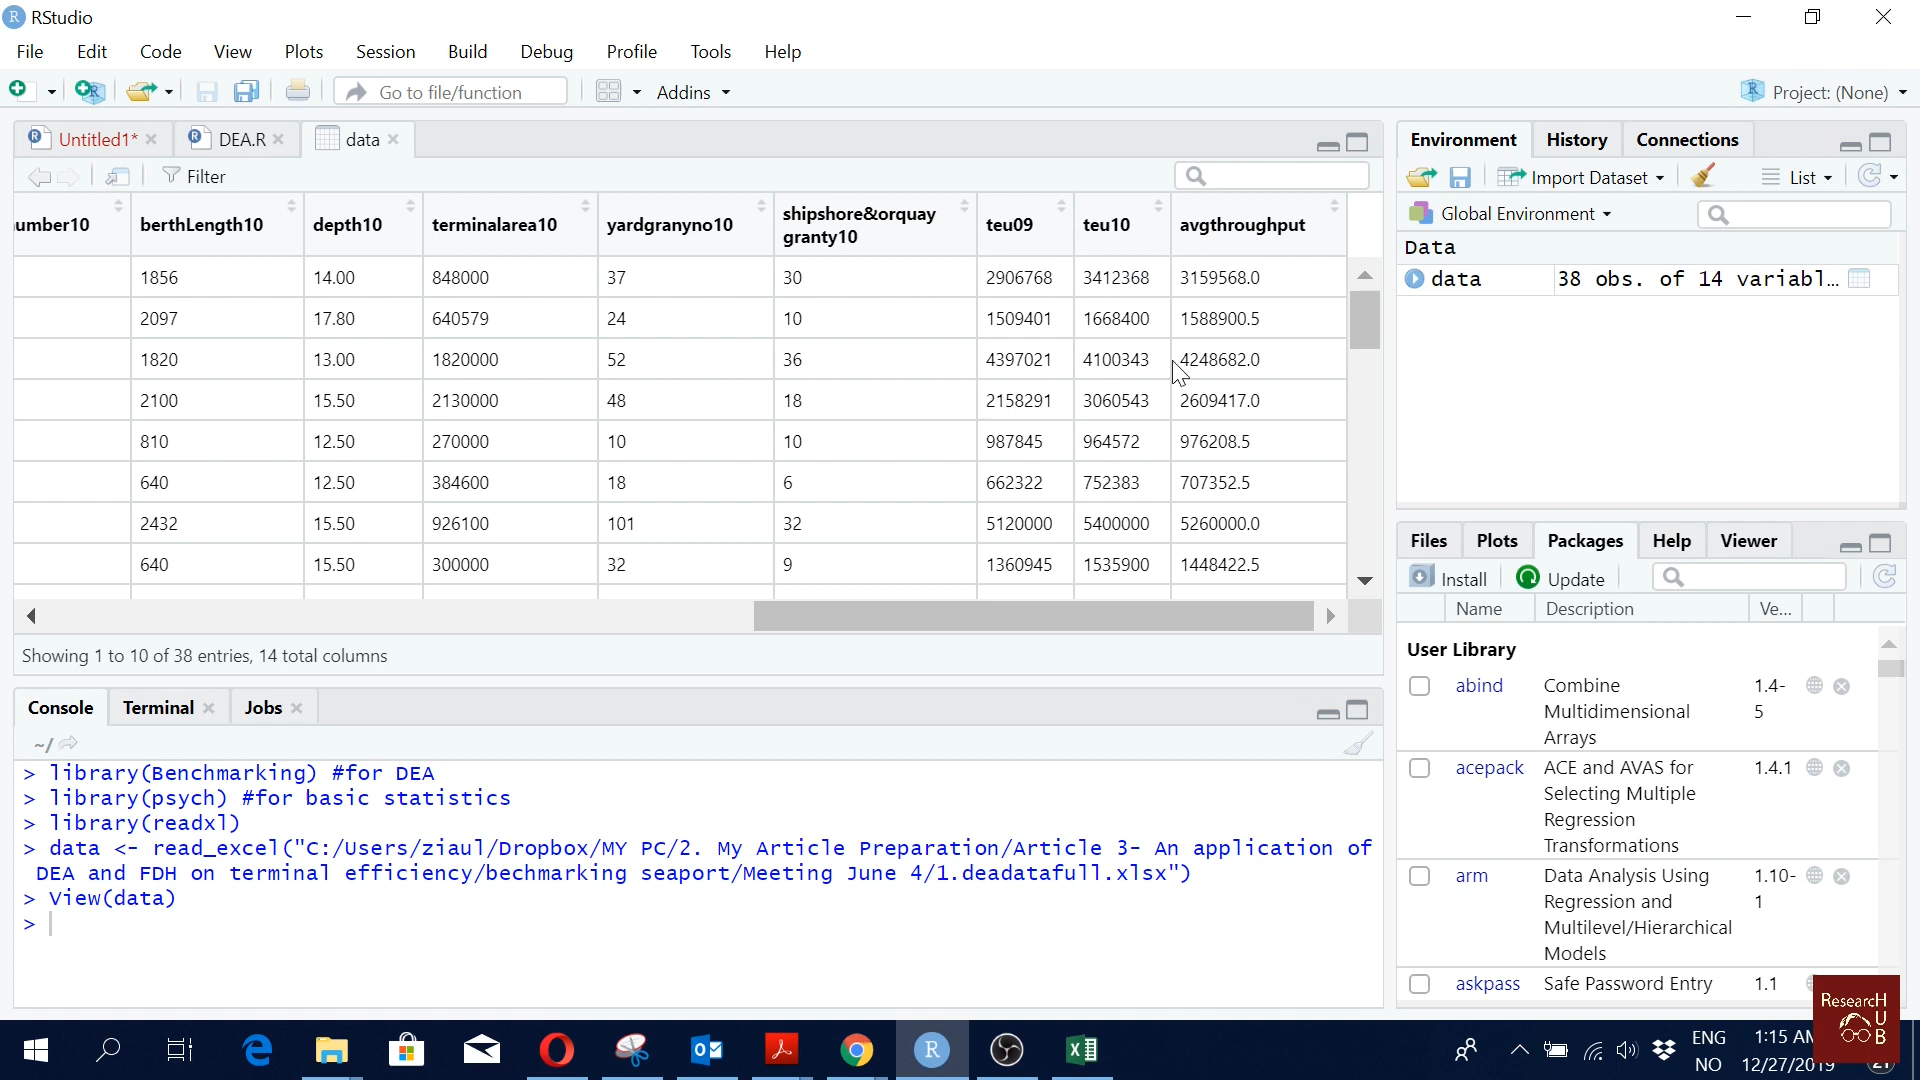 RStudio
File Edit Code View Plots Session Build Debug Profile Tools Help
Go to file/function Addins Project: (None)
Untitled1* DEA.R data
Filter
umber10 berthLength10 depth10 terminalarea10 yardgranyno10 shipshore&orquay granty10 teu09 teu10 avgthroughput
1856 14.00 848000 37 30 2906768 3412368 3159568.0
2097 17.80 640579 24 10 1509401 1668400 1588900.5
1820 13.00 1820000 52 36 4397021 4100343 4248682.0
2100 15.50 2130000 48 18 2158291 3060543 2609417.0
810 12.50 270000 10 10 987845 964572 976208.5
640 12.50 384600 18 6 662322 752383 707352.5
2432 15.50 926100 101 32 5120000 5400000 5260000.0
640 15.50 300000 32 9 1360945 1535900 1448422.5
Showing 1 to 10 of 38 entries, 14 total columns
Console Terminal Jobs
~/
> library(Benchmarking) #for DEA
> library(psych) #for basic statistics
> library(readxl)
> data <- read_excel("C:/Users/ziaul/Dropbox/MY PC/2. My Article Preparation/Article 3- An application of
DEA and FDH on terminal efficiency/bechmarking seaport/Meeting June 4/1.deadatafull.xlsx")
> View(data)
>
Environment History Connections
Import Dataset List
Global Environment
Data
data 38 obs. of 14 variabl...
Files Plots Packages Help Viewer
Install Update
Name Description Ve...
User Library
abind Combine 1.4-
Multidimensional 5
Arrays
acepack ACE and AVAS for 1.4.1
Selecting Multiple
Regression
Transformations
arm Data Analysis Using 1.10-
Regression and 1
Multilevel/Hierarchical
Models
askpass Safe Password Entry 1.1
ResearcH
U
B
ENG 1:15 AM
NO 12/27/2019
21